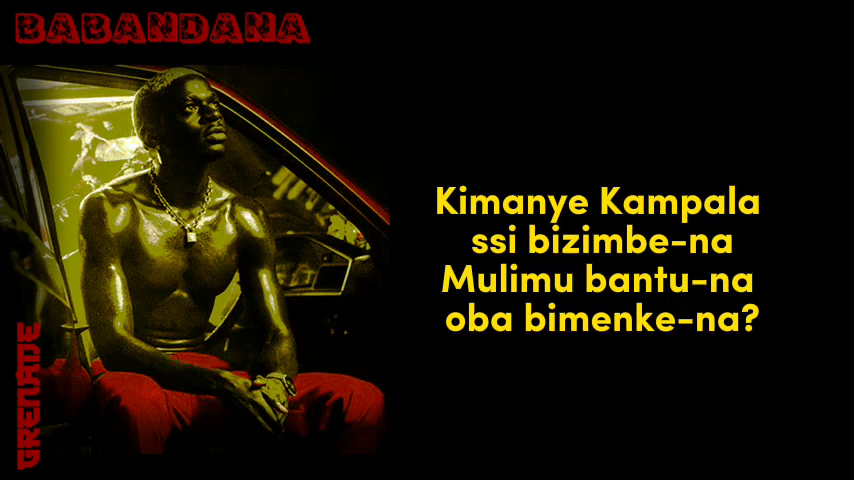 BABANDANA
Kimanye Kampala
ssi bizimbe-na
Mulimu bantu-na
oba bimenke-na?
GRENADE